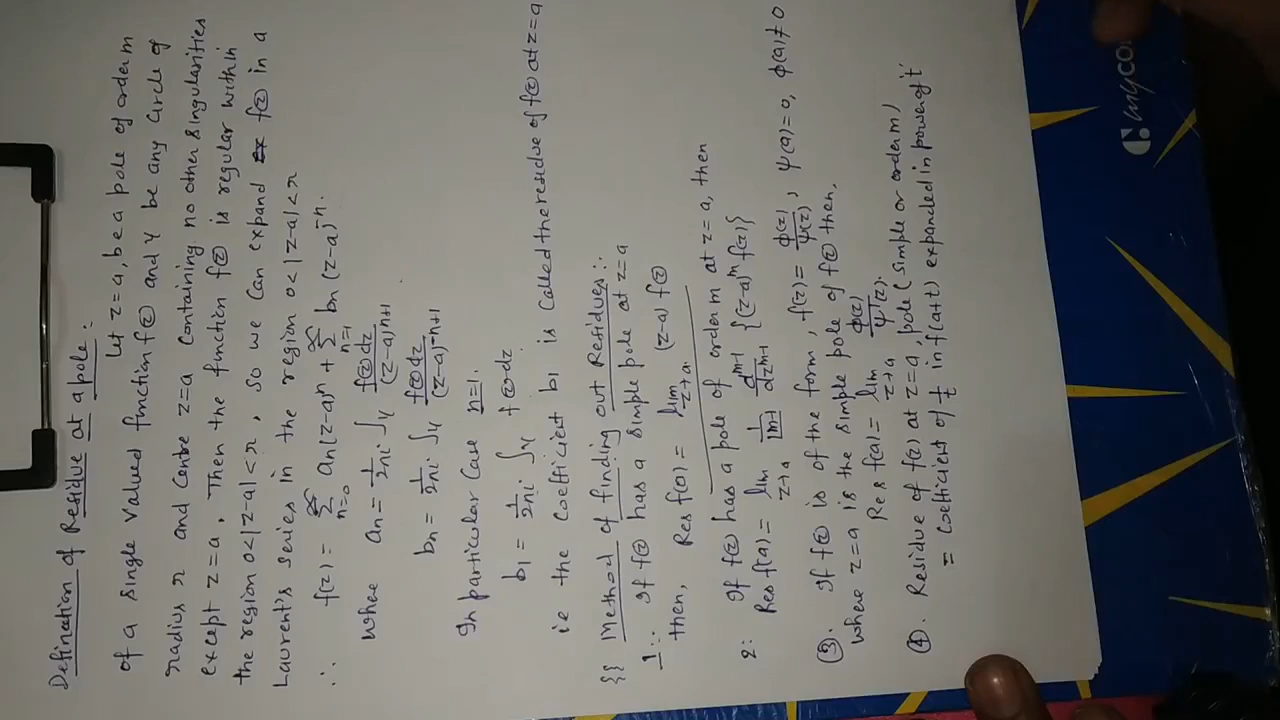 Defination of Residue at a pole:
Let z=a, be a pole of order m
of a single valued function f(z) and γ be any circle of
radius r and centre z=a containing no other singularities
except z=a. Then the function f(z) is regular within
the region 0<|z-a|<r, so we can expand f(z) in a
Laurent's series in the region 0<|z-a|<r
∴ f(z) = ∞ Σ n=0 an(z-a)^n + ∞ Σ n=1 bn (z-a)^-n.
where an = 1/2πi ∫γ f(z)dz/(z-a)^n+1
bn = 1/2πi ∫γ f(z)dz/(z-a)^-n+1
In particular case n=1.
b1 = 1/2πi ∫γ f(z)dz
ie the coefficient b1 is called the residue of f(z) at z=a
{} Method of finding out Residues:
1:. If f(z) has a simple pole at z=a
then, Res f(a) = lim z→a (z-a) f(z)
2: If f(z) has a pole of order m at z=a, then
Res f(a) = lim z→a 1/|m-1 d^m-1/dz^m-1 {(z-a)^m f(z)}
③. If f(z) is of the form, f(z) = ϕ(z)/ψ(z), ψ(a)=0, ϕ(a)≠0
where z=a is the simple pole of f(z) then,
Res f(a) = lim z→a ϕ(z)/ψ'(z).
④. Residue of f(z) at z=a, pole (simple or order m)
= coefficient of 1/t in f(a+t) expanded in power of 't'
myco